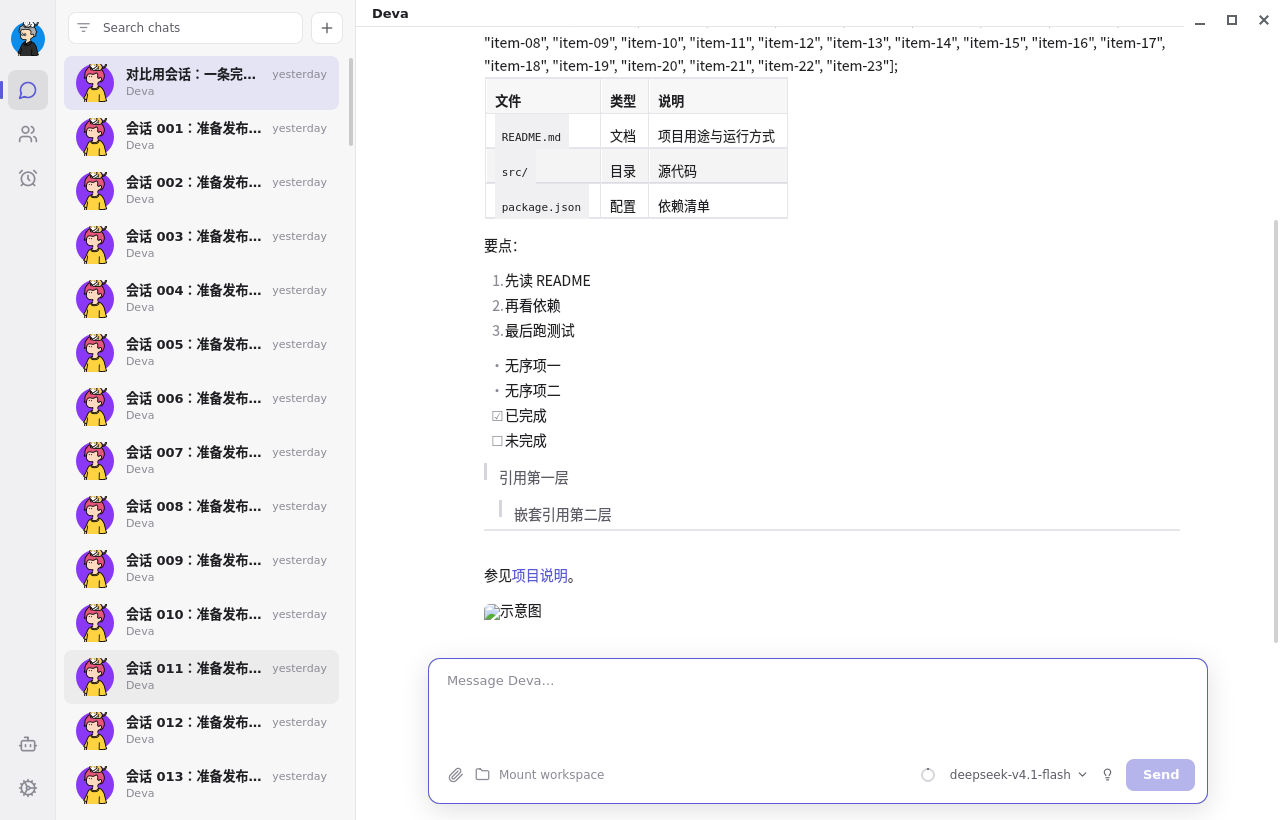 Search chats
对比用会话：一条完... yesterday
Deva
会话 001：准备发布... yesterday
Deva
会话 002：准备发布... yesterday
Deva
会话 003：准备发布... yesterday
Deva
会话 004：准备发布... yesterday
Deva
会话 005：准备发布... yesterday
Deva
会话 006：准备发布... yesterday
Deva
会话 007：准备发布... yesterday
Deva
会话 008：准备发布... yesterday
Deva
会话 009：准备发布... yesterday
Deva
会话 010：准备发布... yesterday
Deva
会话 011：准备发布... yesterday
Deva
会话 012：准备发布... yesterday
Deva
会话 013：准备发布... yesterday
Deva
Deva
"item-08", "item-09", "item-10", "item-11", "item-12", "item-13", "item-14", "item-15", "item-16", "item-17",
"item-18", "item-19", "item-20", "item-21", "item-22", "item-23"];
文件 类型 说明
README.md 文档 项目用途与运行方式
src/ 目录 源代码
package.json 配置 依赖清单
要点：
1. 先读 README
2. 再看依赖
3. 最后跑测试
• 无序项一
• 无序项二
☑ 已完成
☐ 未完成
引用第一层
嵌套引用第二层
参见项目说明。
示意图
Message Deva...
Mount workspace
deepseek-v4.1-flash
Send